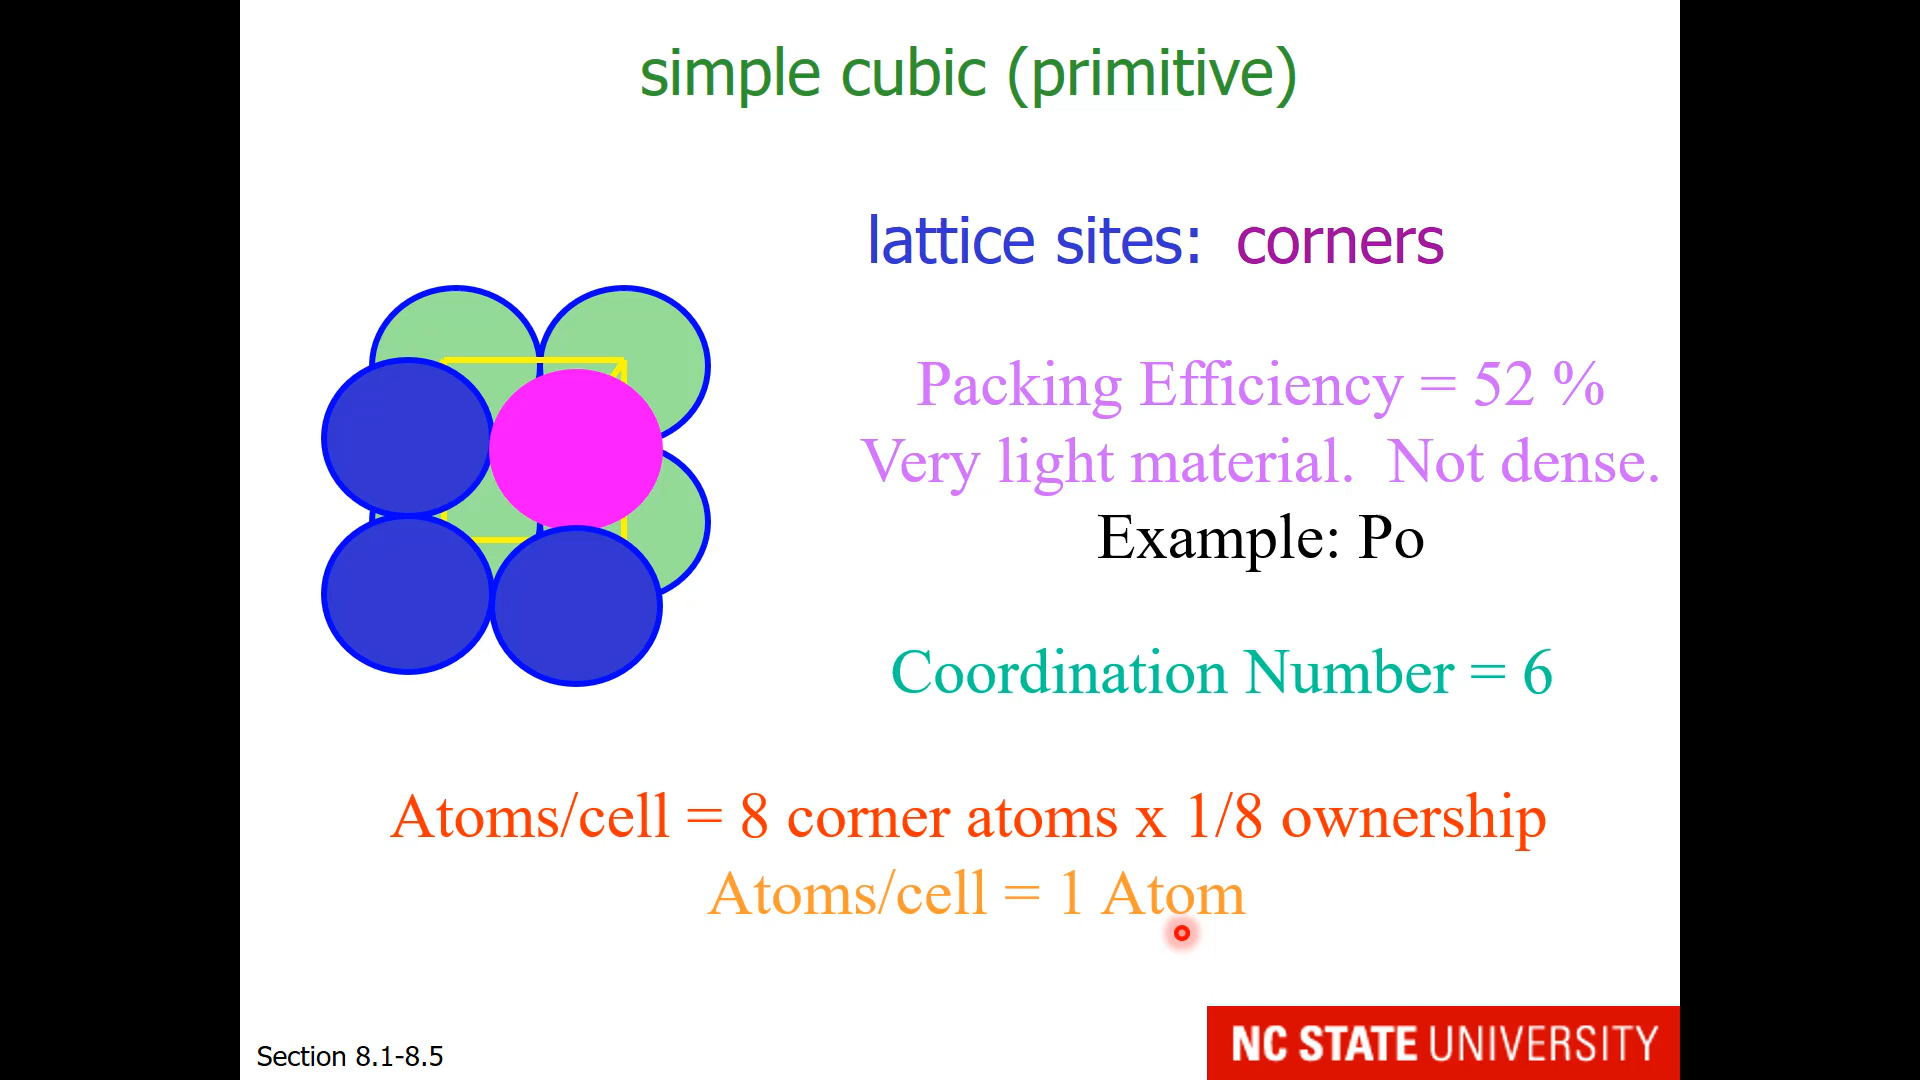 simple cubic (primitive)
lattice sites: corners
Packing Efficiency = 52 %
Very light material. Not dense.
Example: Po
Coordination Number = 6
Atoms/cell = 8 corner atoms x 1/8 ownership
Atoms/cell = 1 Atom
Section 8.1-8.5
NC STATE UNIVERSITY